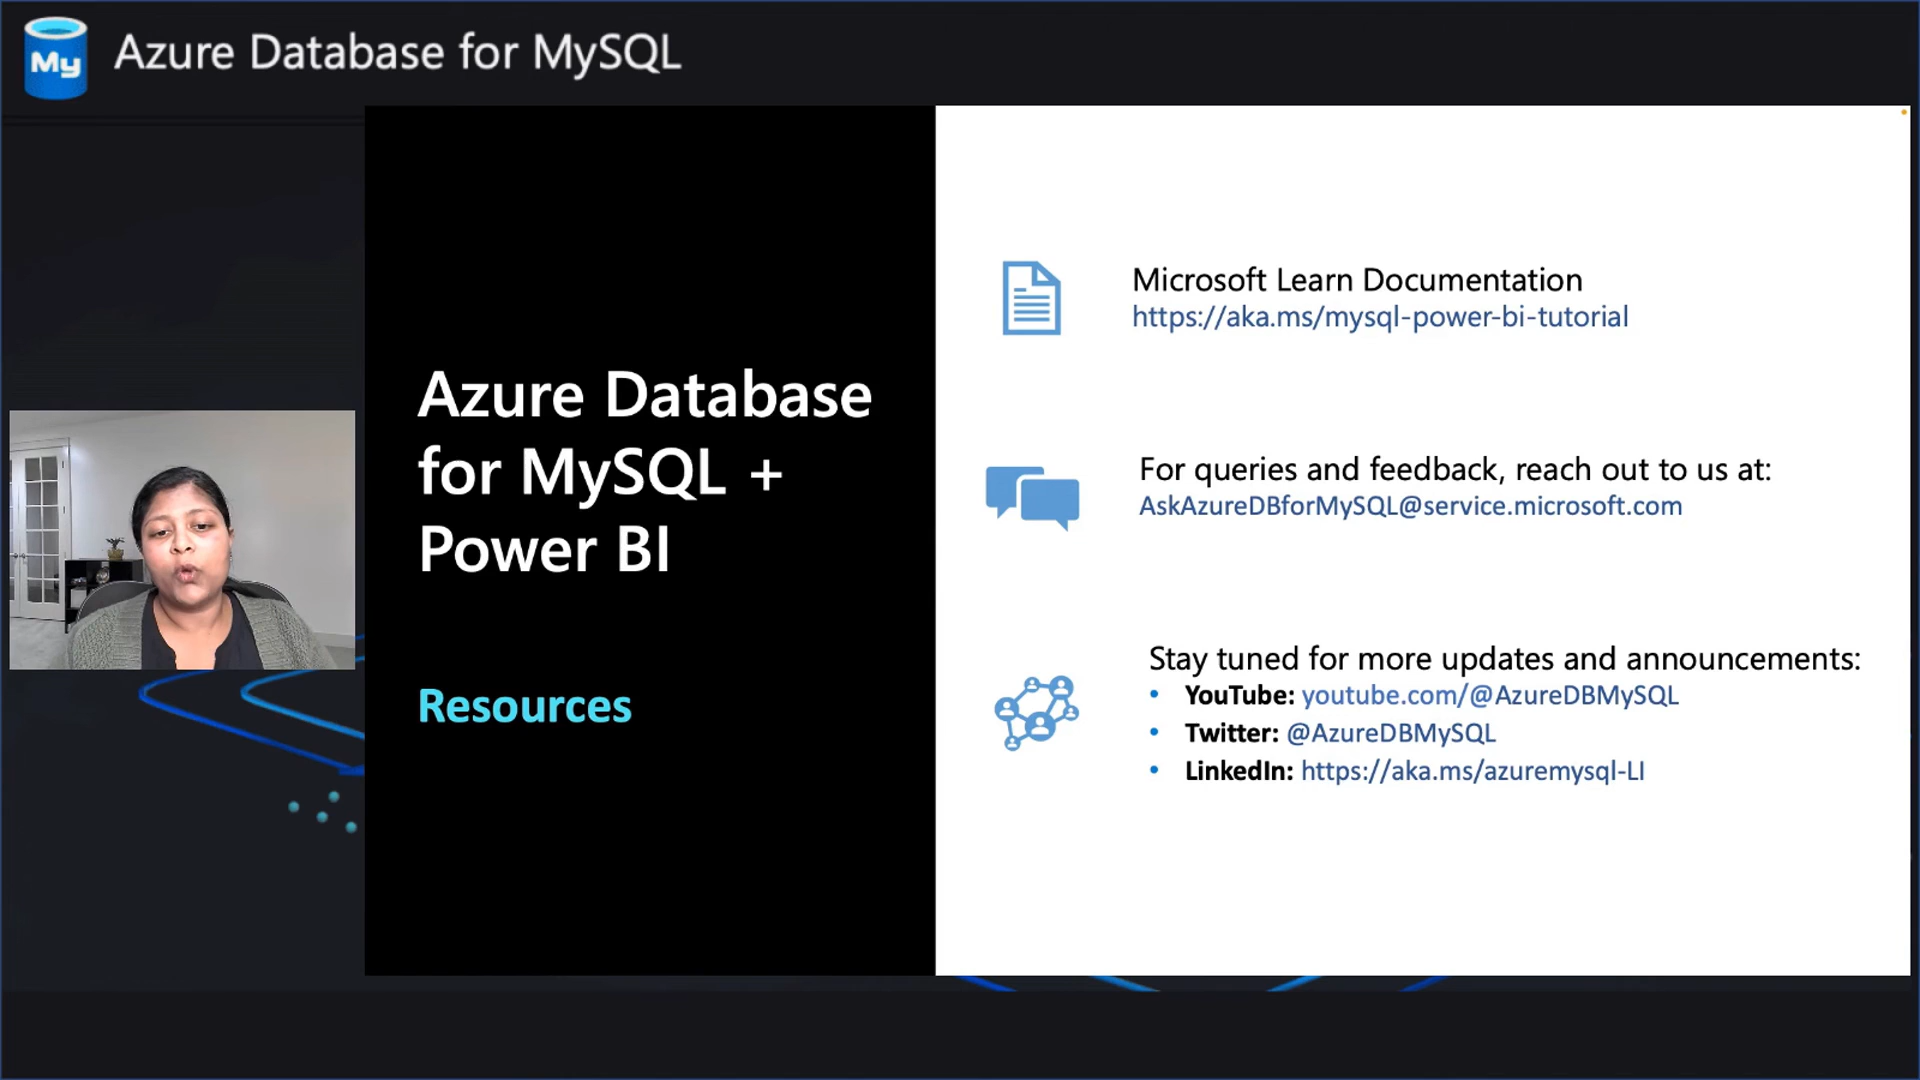 My
Azure Database for MySQL
Azure Database
for MySQL +
Power BI
Resources
Microsoft Learn Documentation
https://aka.ms/mysql-power-bi-tutorial
For queries and feedback, reach out to us at:
AskAzureDBforMySQL@service.microsoft.com
Stay tuned for more updates and announcements:
• YouTube: youtube.com/@AzureDBMySQL
• Twitter: @AzureDBMySQL
• LinkedIn: https://aka.ms/azuremysql-LI